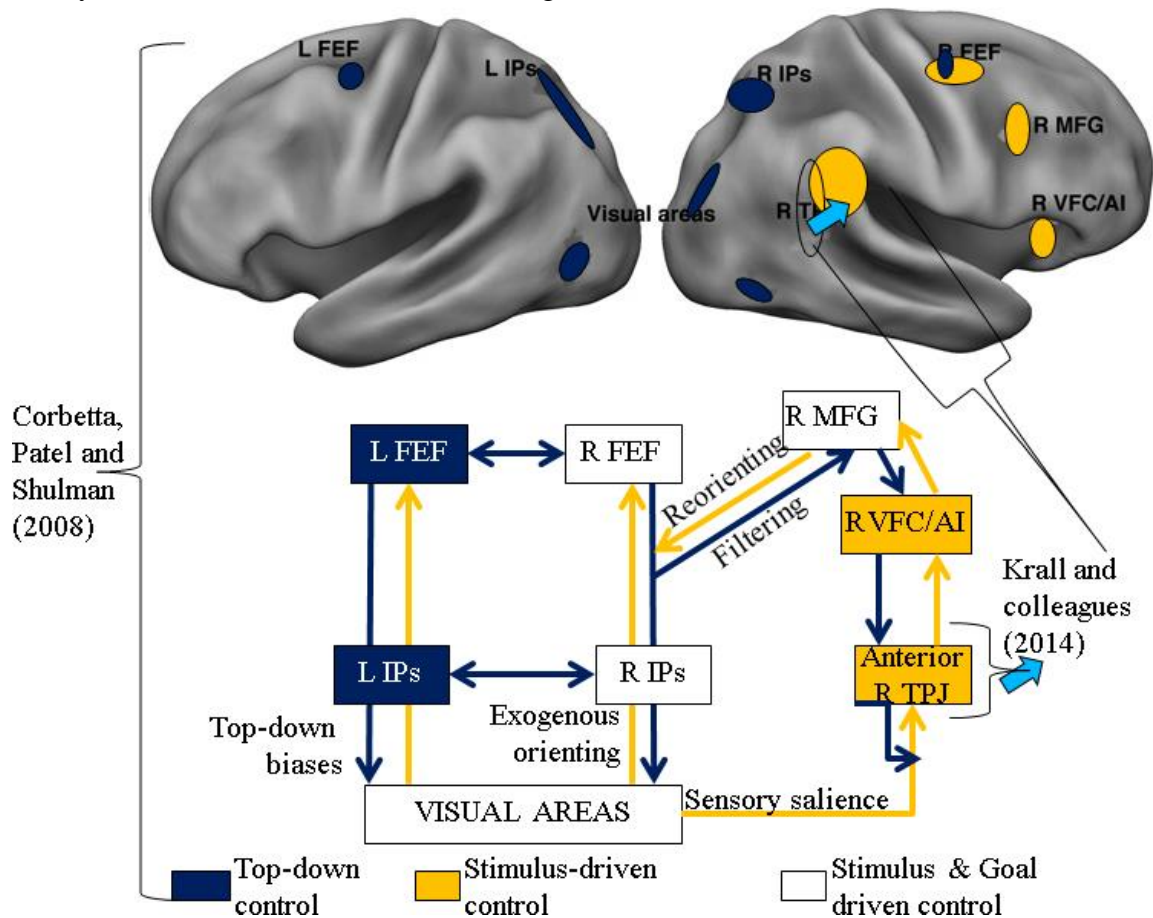 L FEF
L IPs
R IPs
R FEF
R MFG
Visual areas
R T
R VFC/AI
Corbetta,
Patel and
Shulman
(2008)
R MFG
L FEF
R FEF
Reorienting
Filtering
R VFC/AI
Krall and
colleagues
(2014)
L IPs
R IPs
Anterior
R TPJ
Top-down
biases
Exogenous
orienting
VISUAL AREAS
Sensory salience
Top-down
control
Stimulus-driven
control
Stimulus & Goal
driven control